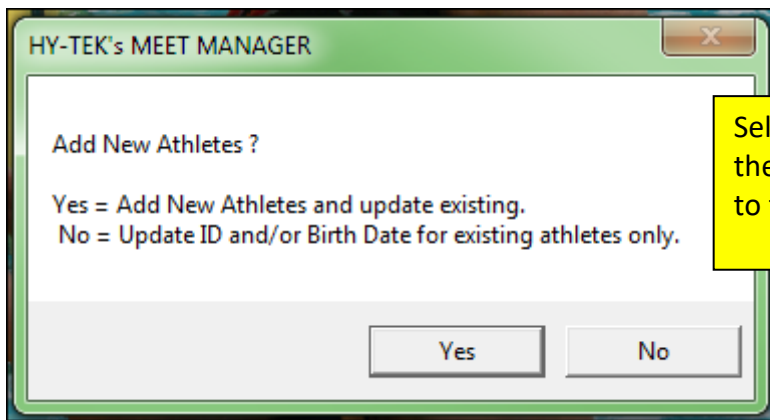 HY-TEK's MEET MANAGER
Add New Athletes ?
Yes = Add New Athletes and update existing.
No = Update ID and/or Birth Date for existing athletes only.
to
Yes
No